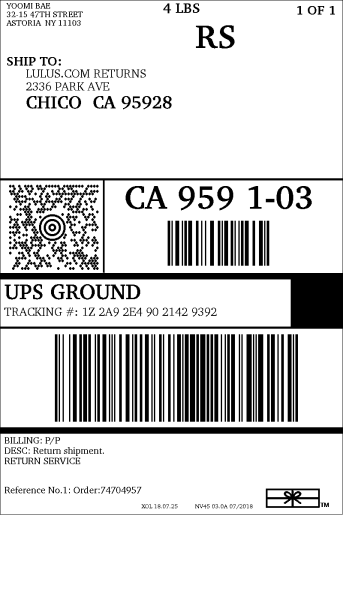 YOOMI BAE
32-15 47TH STREET
ASTORIA NY 11103
4 LBS
1 OF 1
RS
SHIP TO:
LULUS.COM RETURNS
2336 PARK AVE
CHICO CA 95928
CA 959 1-03
UPS GROUND
TRACKING #: 1Z 2A9 2E4 90 2142 9392
BILLING: P/P
DESC: Return shipment.
RETURN SERVICE
Reference No.1: Order:74704957
XOL 18.07.25 NV45 03.0A 07/2018
TM